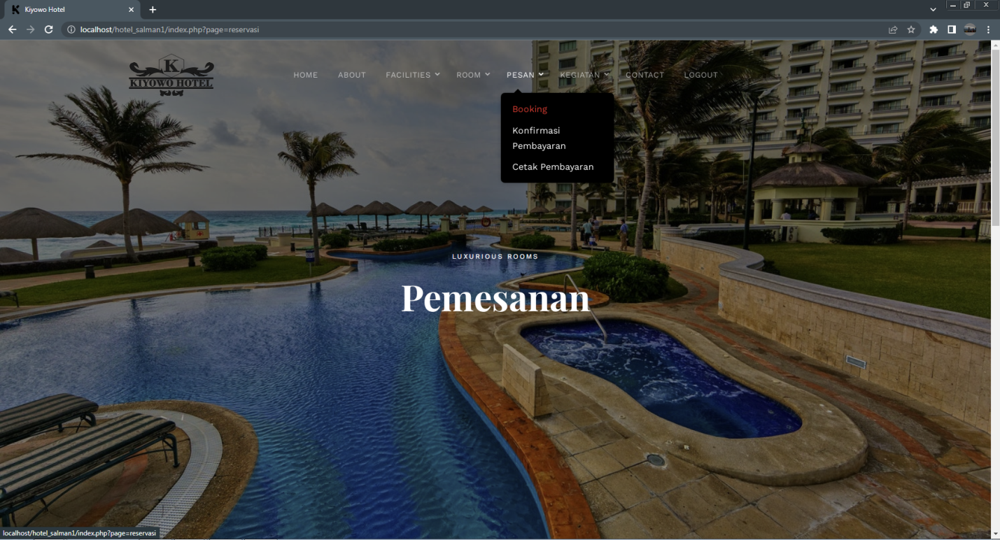 Kiyowo Hotel
localhost/hotel_salman1/index.php?page=reservasi
K
KIYOWO HOTEL
HOME ABOUT FACILITIES ROOM PESAN KEGIATAN CONTACT LOGOUT
Booking
Konfirmasi
Pembayaran
Cetak Pembayaran
LUXURIOUS ROOMS
Pemesanan
localhost/hotel_salman1/index.php?page=reservasi